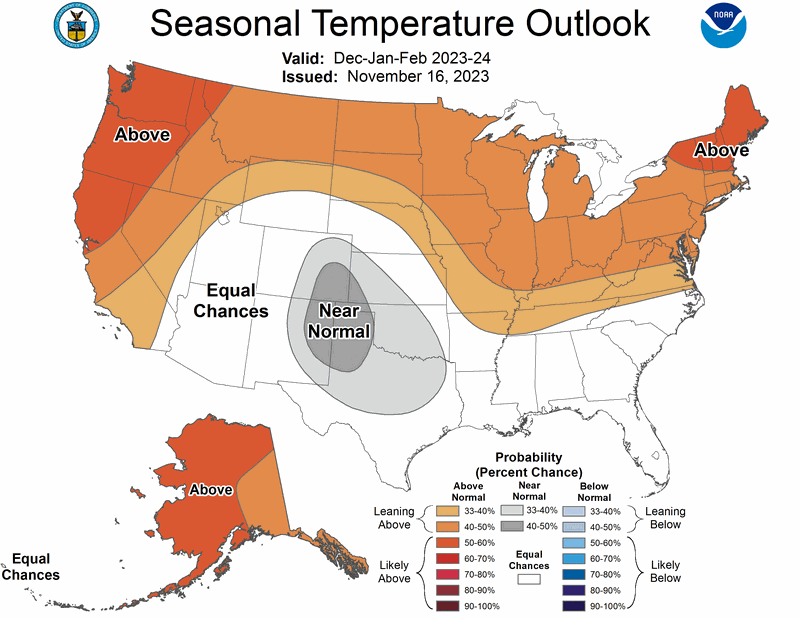 Seasonal Temperature Outlook
NOAA
Valid: Dec-Jan-Feb 2023-24
Issued: November 16, 2023
Above
Above
Equal
Chances
Near
Normal
Above
Equal
Chances
Probability
(Percent Chance)
Above
Normal
Near
Normal
Below
Normal
Leaning
Above
33-40%
40-50%
33-40%
40-50%
33-40%
40-50%
Leaning
Below
Likely
Above
50-60%
60-70%
70-80%
80-90%
90-100%
Equal
Chances
50-60%
60-70%
70-80%
80-90%
90-100%
Likely
Below